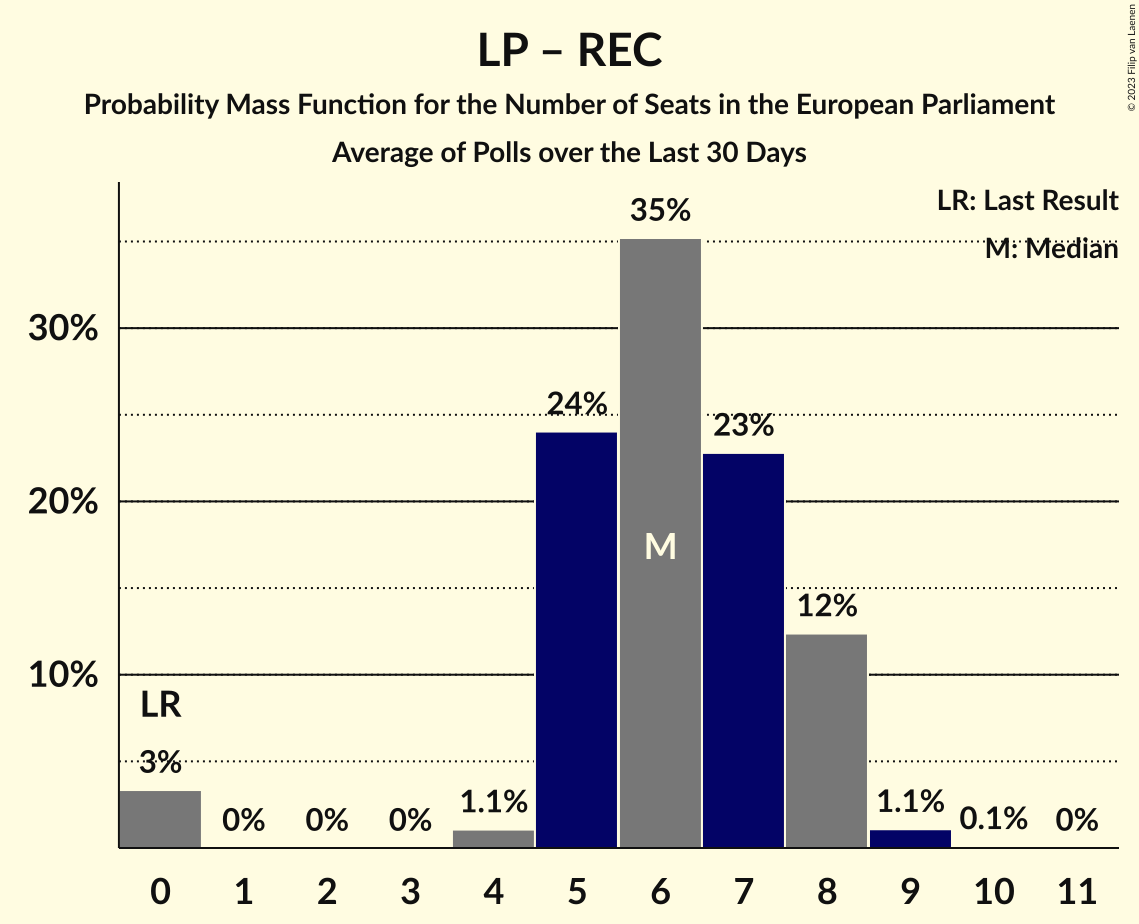 LP – REC
Probability Mass Function for the Number of Seats in the European Parliament
Average of Polls over the Last 30 Days
© 2023 Filip van Laenen
LR: Last Result
M: Median
35%
30%
24%
23%
20%
M
12%
10%
LR
3%
0%
0%
0%
1.1%
1.1%
0.1%
0%
0 1 2 3 4 5 6 7 8 9 10 11